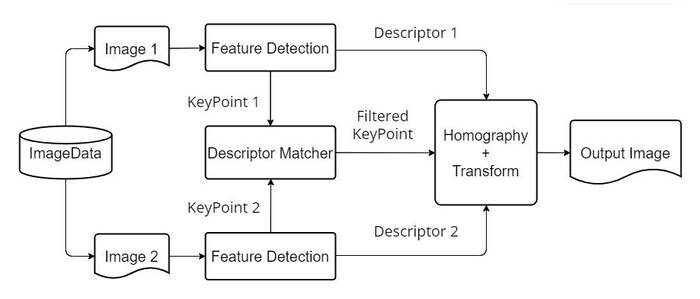 Descriptor 1
Image 1
Feature Detection
KeyPoint 1
Filtered
KeyPoint
ImageData
Descriptor Matcher
Homography
+
Transform
Output Image
KeyPoint 2
Descriptor 2
Image 2
Feature Detection